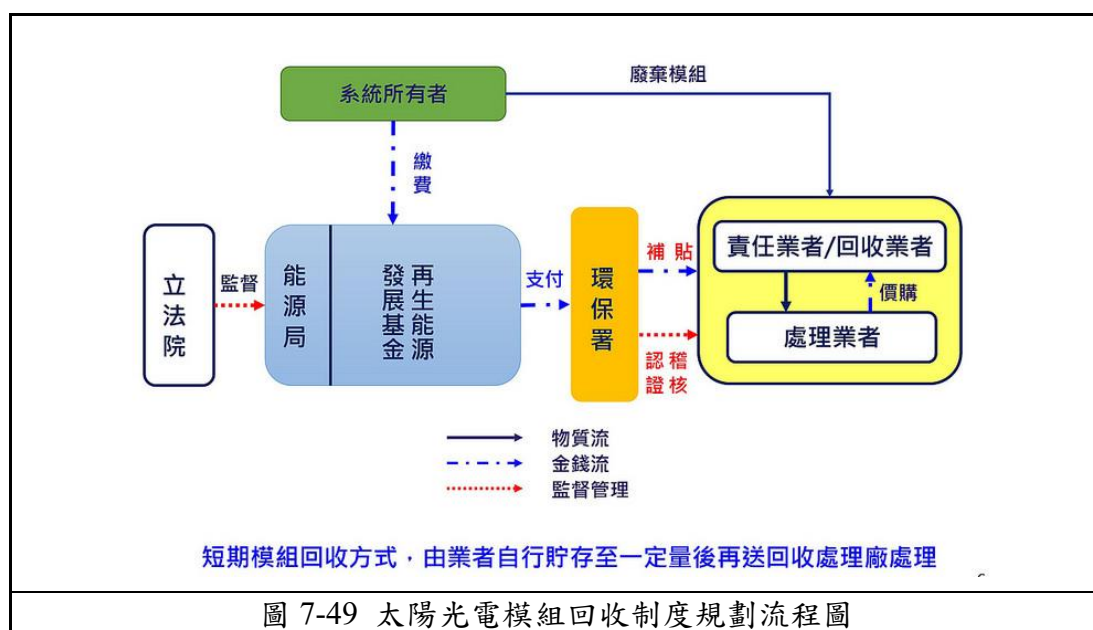 廢棄模組
系統所有者
繳費
立法院
監督
能源局
再生能源
發展基金
支付
環保署
補貼
稽核
認證
責任業者/回收業者
價購
處理業者
物質流
金錢流
監督管理
短期模組回收方式，由業者自行貯存至一定量後再送回收處理廠處理
圖 7-49 太陽光電模組回收制度規劃流程圖